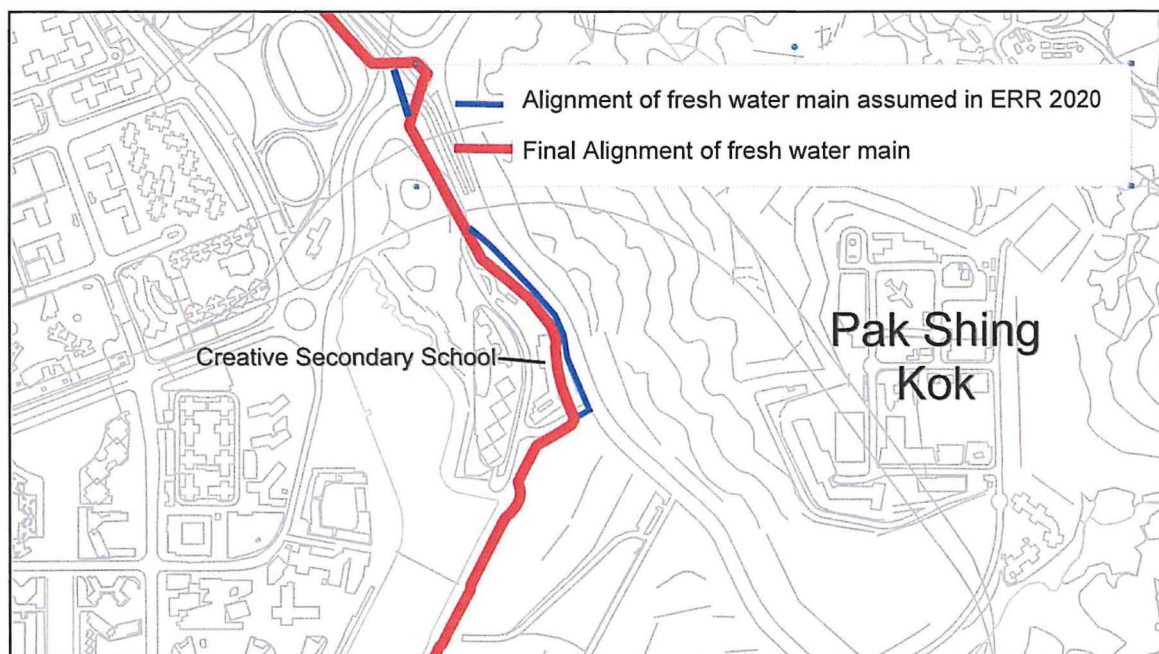 Alignment of fresh water main assumed in ERR 2020
Final Alignment of fresh water main
Creative Secondary School
Pak Shing
Kok